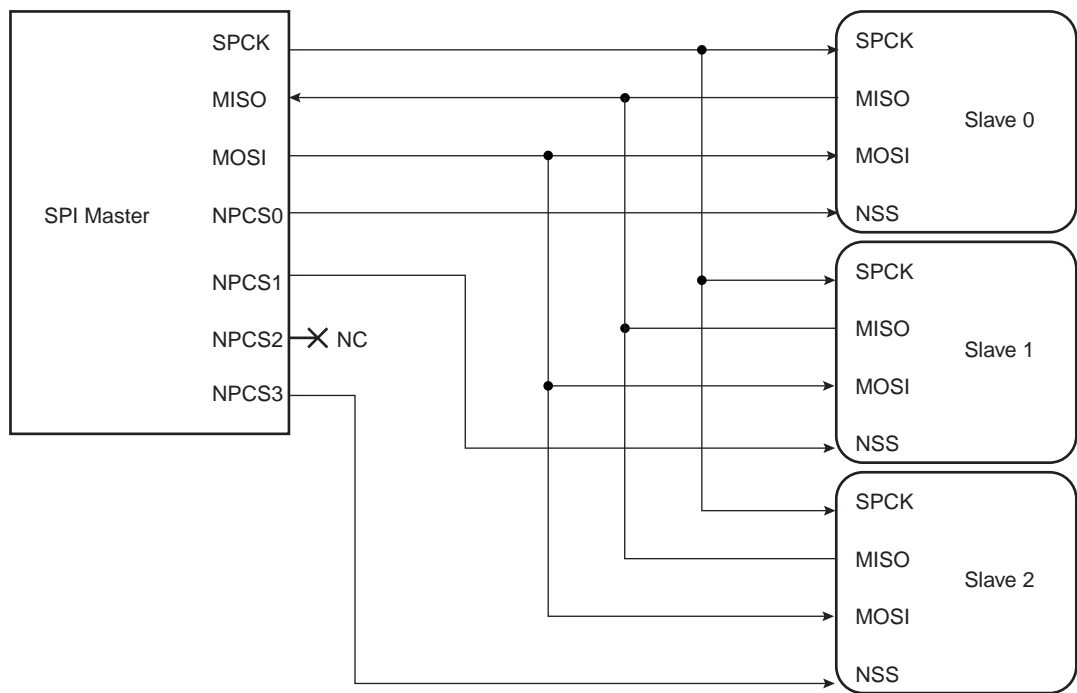 SPI Master
SPCK
MISO
MOSI
NPCS0
NPCS1
NPCS2
NC
NPCS3
SPCK
MISO
Slave 0
MOSI
NSS
SPCK
MISO
Slave 1
MOSI
NSS
SPCK
MISO
Slave 2
MOSI
NSS